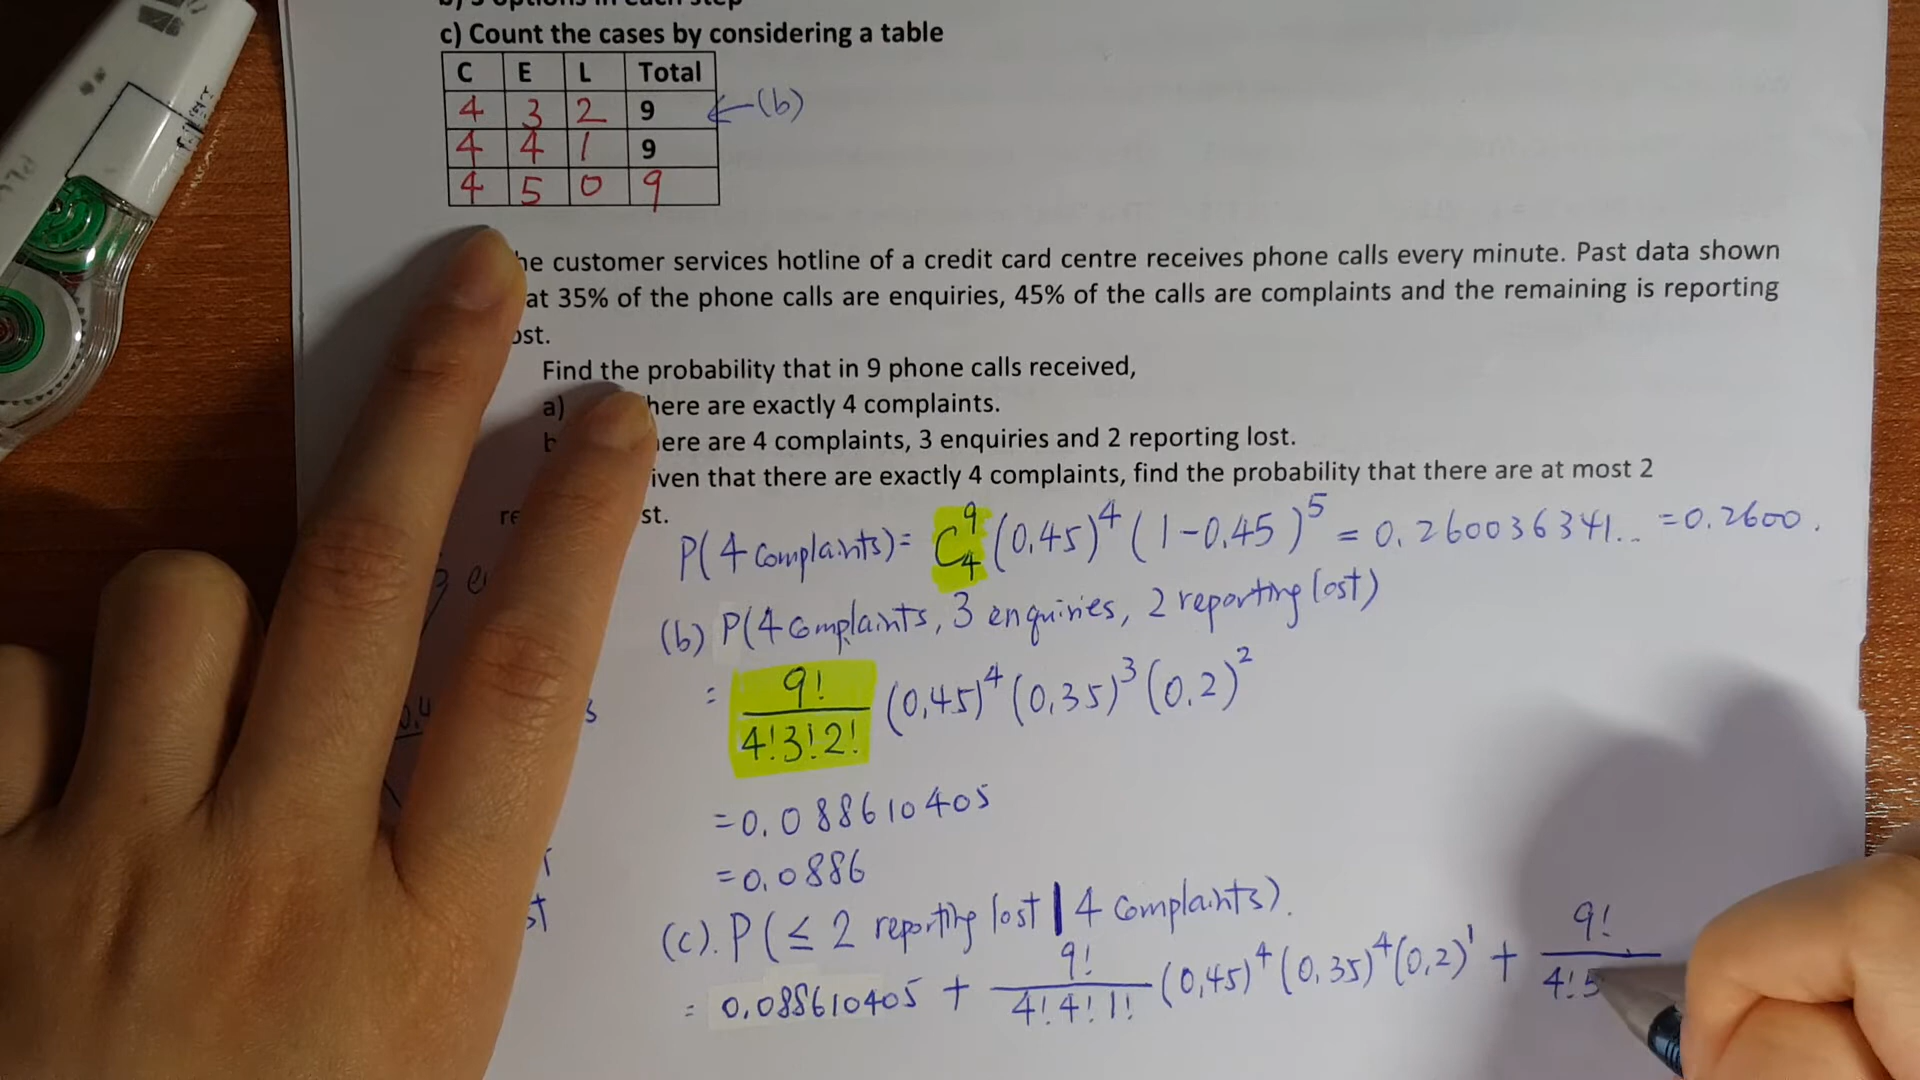 c) Count the cases by considering a table
C E L Total
4 3 2 9 ←(b)
4 4 1 9
4 5 0 9
he customer services hotline of a credit card centre receives phone calls every minute. Past data shown
at 35% of the phone calls are enquiries, 45% of the calls are complaints and the remaining is reporting
ost.
Find the probability that in 9 phone calls received,
a) here are exactly 4 complaints.
ere are 4 complaints, 3 enquiries and 2 reporting lost.
iven that there are exactly 4 complaints, find the probability that there are at most 2
re st.
P(4 complaints) = C⁹₄ (0.45)⁴ (1-0.45)⁵ = 0.260036341.. = 0.2600.
(b) P(4 complaints, 3 enquiries, 2 reporting lost)
= 9!/(4!3!2!) (0.45)⁴ (0.35)³ (0.2)²
= 0.088610405
= 0.0886
(c). P(≤ 2 reporting lost | 4 complaints).
= 0.088610405 + 9!/(4!4!1!) (0.45)⁴ (0.35)⁴ (0.2)¹ + 9!/(4!5